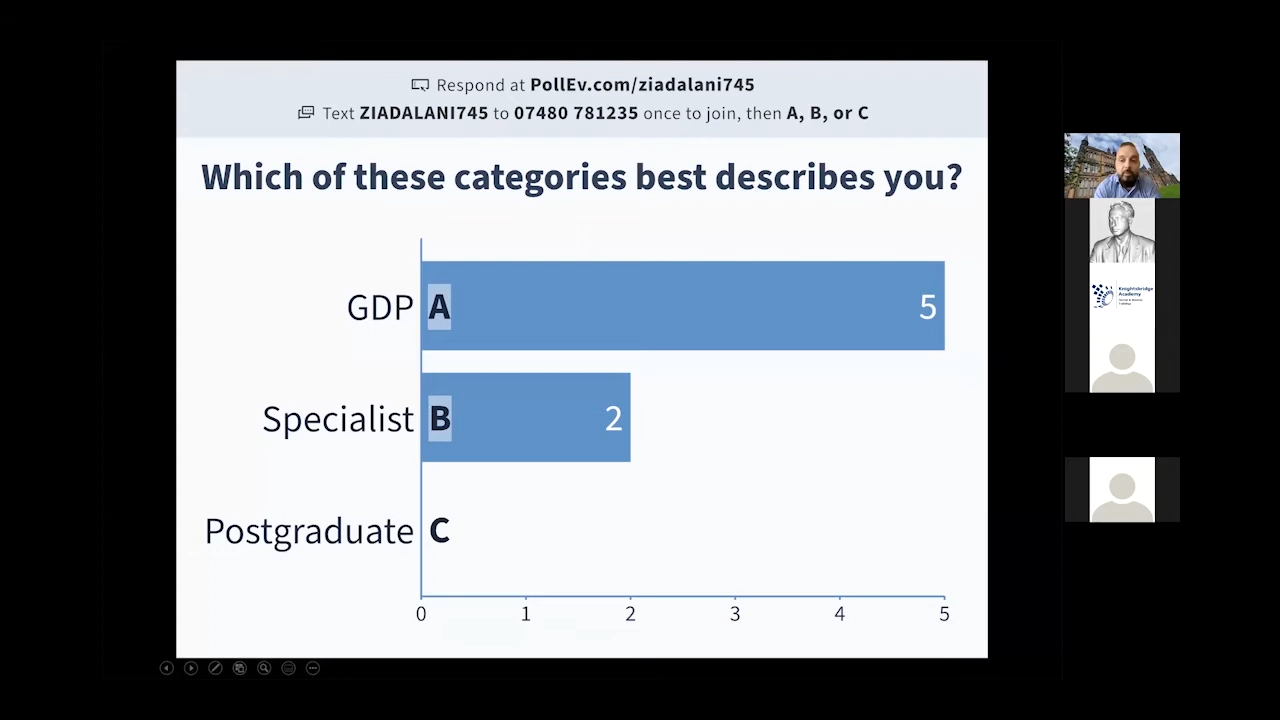 Respond at PollEv.com/ziadalani745
Text ZIADALANI745 to 07480 781235 once to join, then A, B, or C
Which of these categories best describes you?
GDP A 5
Specialist B 2
Postgraduate C
0 1 2 3 4 5
Knightsbridge
Academy